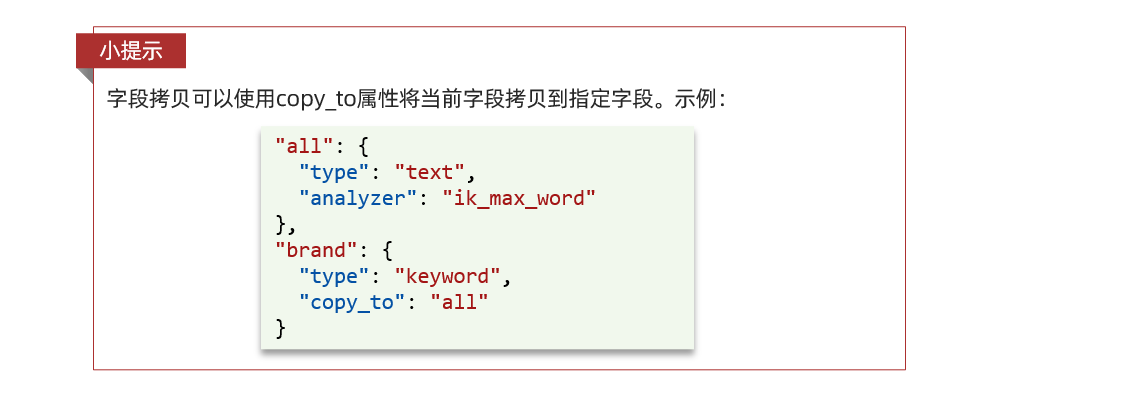 小提示
字段拷贝可以使用copy_to属性将当前字段拷贝到指定字段。示例：
"all": {
  "type": "text",
  "analyzer": "ik_max_word"
},
"brand": {
  "type": "keyword",
  "copy_to": "all"
}